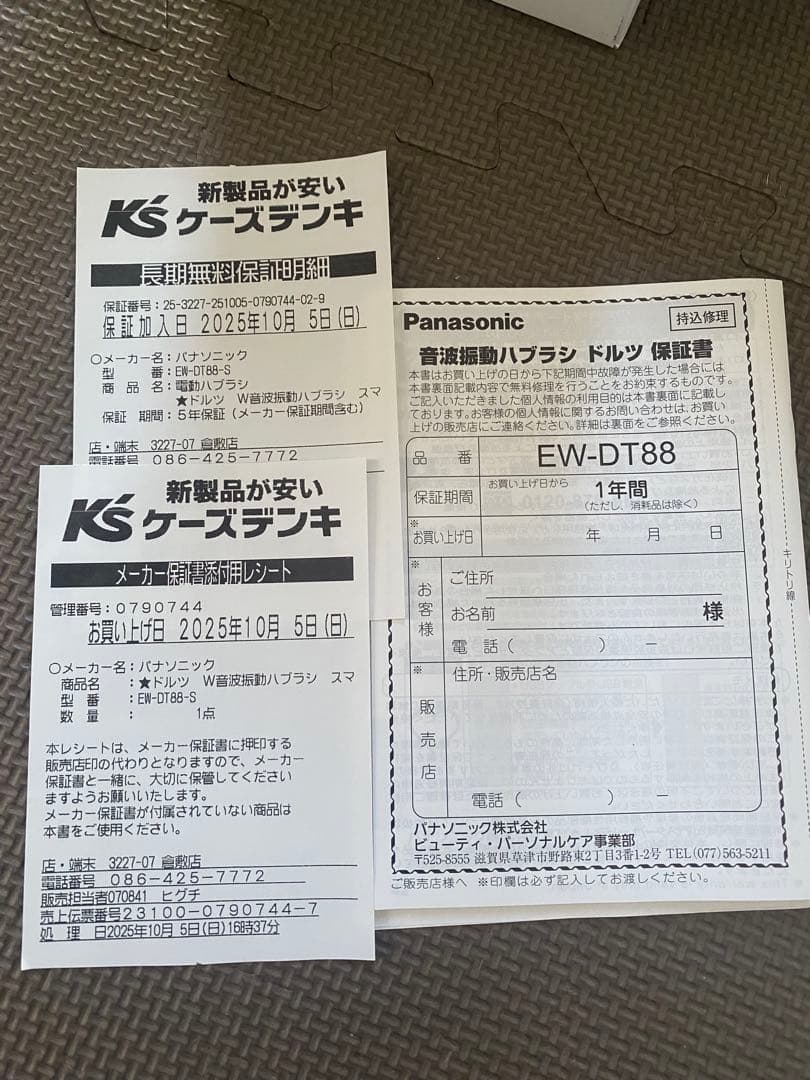 新製品が安い
K'S ケーズデンキ
長期無料保証明細
保証番号：25-3227-251005-0790744-02-9
保証加入日 2025年10月 5日(日)
○メーカー名：パナソニック
型 番：EW-DT88-S
商 品 名：電動ハブラシ
★ドルツ W音波振動ハブラシ スマ
保証 期間：5年保証(メーカー保証期間含む)
店・端末 3227-07 倉敷店
電話番号 086-425-7772
新製品が安い
K'S ケーズデンキ
メーカー保証書添付用レシート
管理番号：0790744
お買い上げ日 2025年10月 5日(日)
○メーカー名：パナソニック
商品名 ：★ドルツ W音波振動ハブラシ スマ
型 番 ：EW-DT88-S
数 量 ： 1点
本レシートは、メーカー保証書に押印する
販売店印の代わりとなりますので、メーカー
保証書と一緒に、大切に保管してください
ますようお願いいたします。
メーカー保証書が付属されていない商品は
本書をご使用ください。
店・端末 3227-07 倉敷店
電話番号 086-425-7772
販売担当者070841 ヒグチ
売上伝票番号23100-0790744-7
処 理 日2025年10月 5日(日)16時37分
Panasonic
持込修理
音波振動ハブラシ ドルツ 保証書
本書はお買い上げの日から下記期間中故障が発生した場合には
本書裏面記載内容で無料修理を行うことをお約束するものです。
ご記入いただきました個人情報の利用目的は本書裏面に記載し
ております。お客様の個人情報に関するお問い合わせは、お買い
上げの販売店にご連絡ください。詳細は裏面をご参照ください。
品 番 EW-DT88
保証期間 お買い上げ日から 1年間
(ただし、消耗品は除く)
※お買い上げ日 年 月 日
※お客様
ご住所
お名前 様
電 話( ) －
※販売店
住所・販売店名
電話( ) －
パナソニック株式会社
ビューティ・パーソナルケア事業部
〒525-8555 滋賀県草津市野路東2丁目3番1-2号 TEL(077)563-5211
ご販売店様へ ※印欄は必ず記入してお渡しください。
キリトリ線